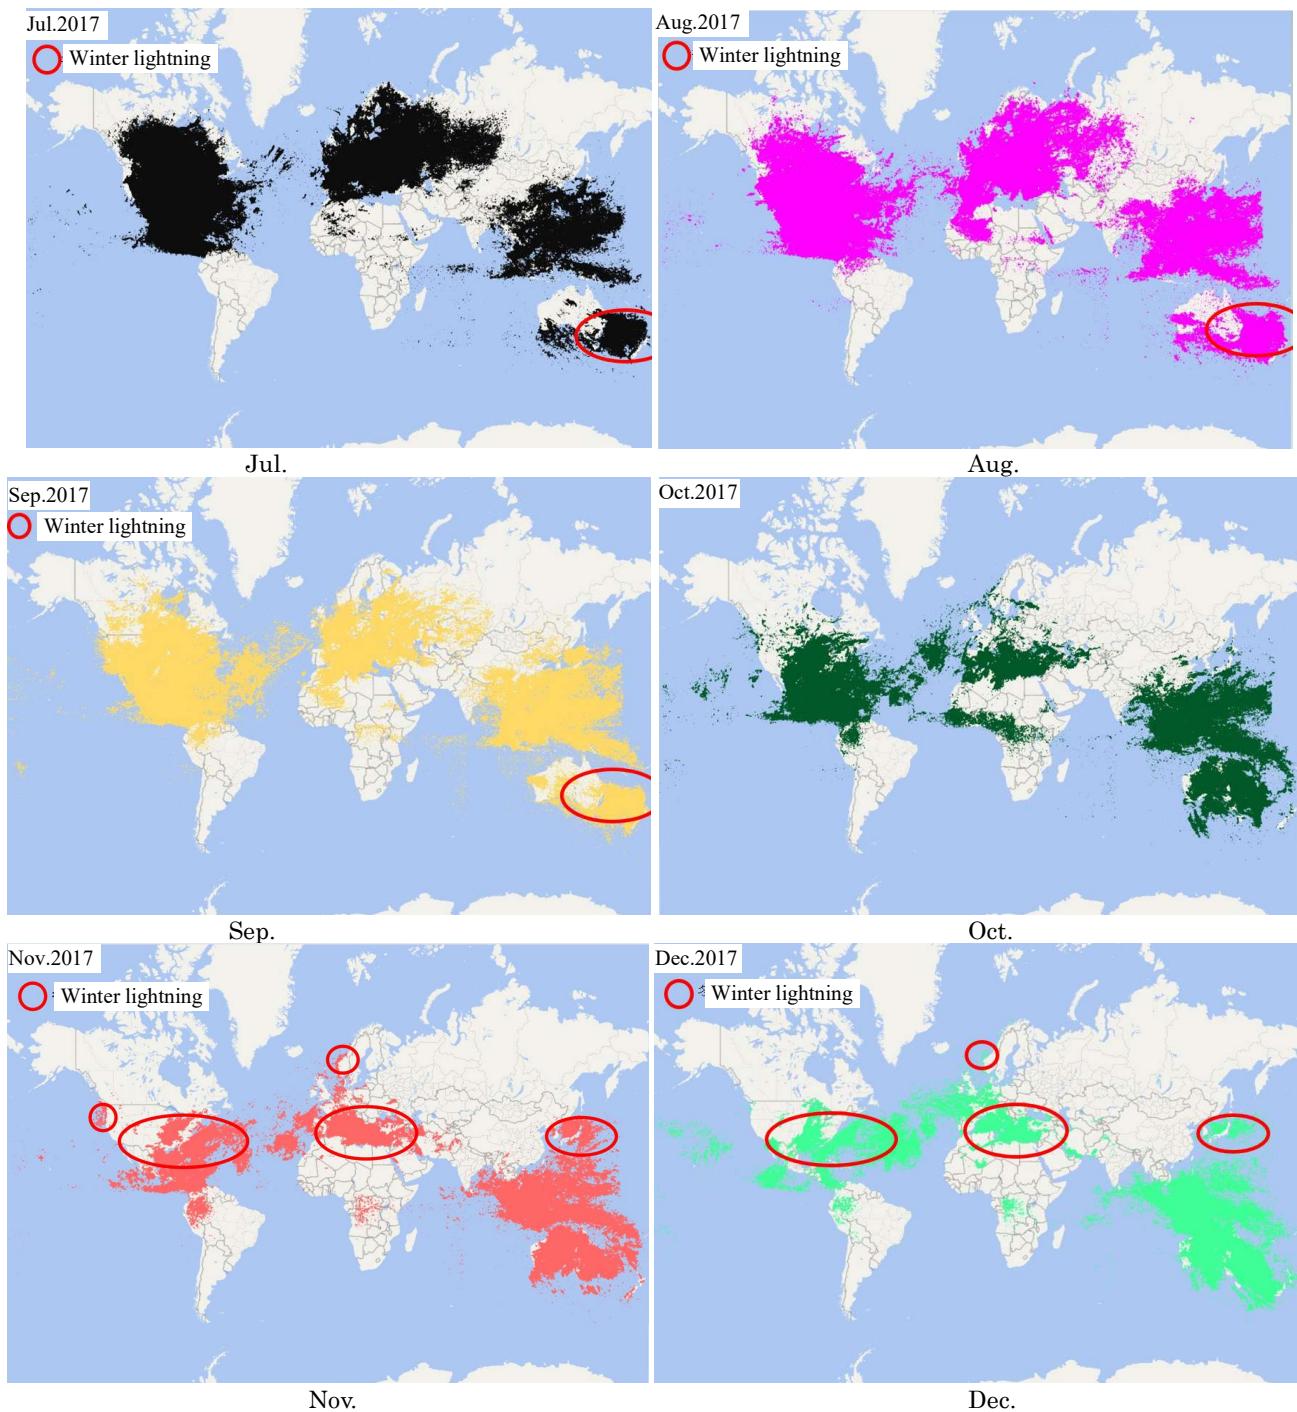 Jul.2017
Winter lightning
Aug.2017
Winter lightning
Jul.
Aug.
Sep.2017
Winter lightning
Oct.2017
Sep.
Oct.
Nov.2017
Winter lightning
Dec.2017
Winter lightning
Nov.
Dec.